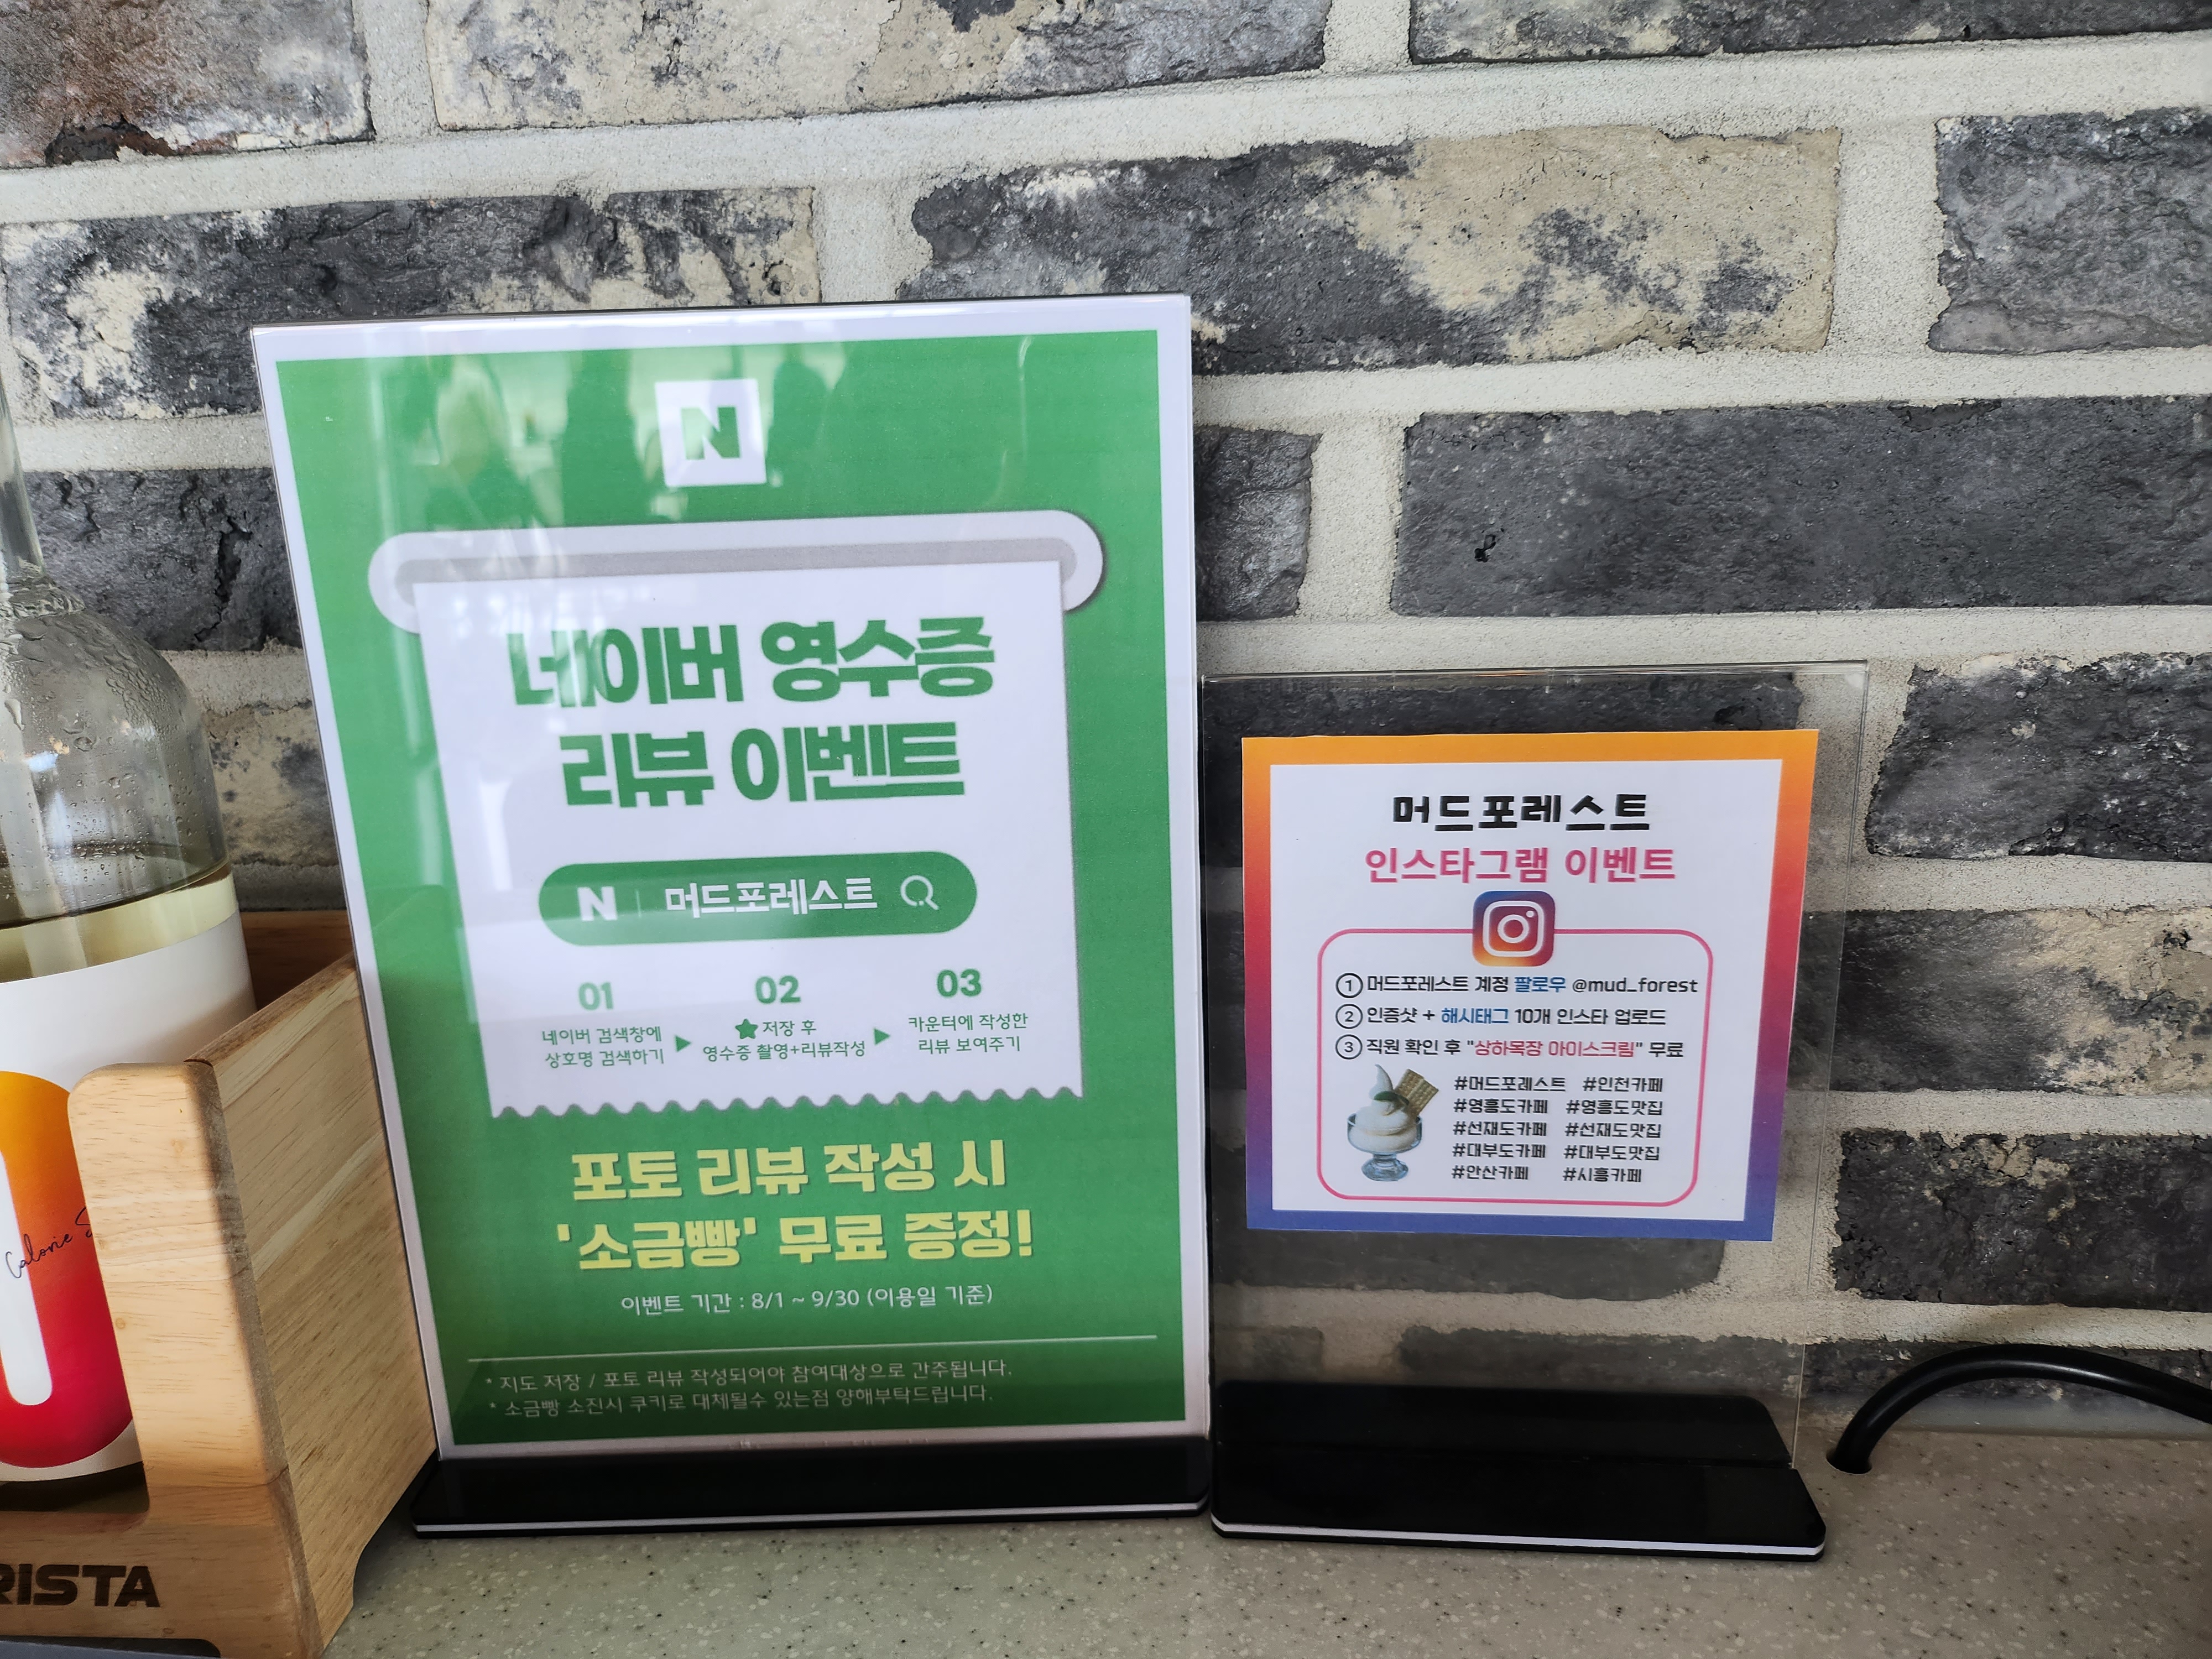 N
네이버 영수증
리뷰 이벤트
N | 머드포레스트
01
네이버 검색창에
상호명 검색하기
02
★저장 후
영수증 촬영+리뷰작성
03
카운터에 작성한
리뷰 보여주기
포토 리뷰 작성 시
'소금빵' 무료 증정!
이벤트 기간 : 8/1 ~ 9/30 (이용일 기준)
* 지도 저장 / 포토 리뷰 작성되어야 참여대상으로 간주됩니다.
* 소금빵 소진시 쿠키로 대체될수 있는점 양해부탁드립니다.
머드포레스트
인스타그램 이벤트
① 머드포레스트 계정 팔로우 @mud_forest
② 인증샷 + 해시태그 10개 인스타 업로드
③ 직원 확인 후 "상하목장 아이스크림" 무료
#머드포레스트 #인천카페
#영흥도카페 #영흥도맛집
#선재도카페 #선재도맛집
#대부도카페 #대부도맛집
#안산카페 #시흥카페
Calorie
RISTA